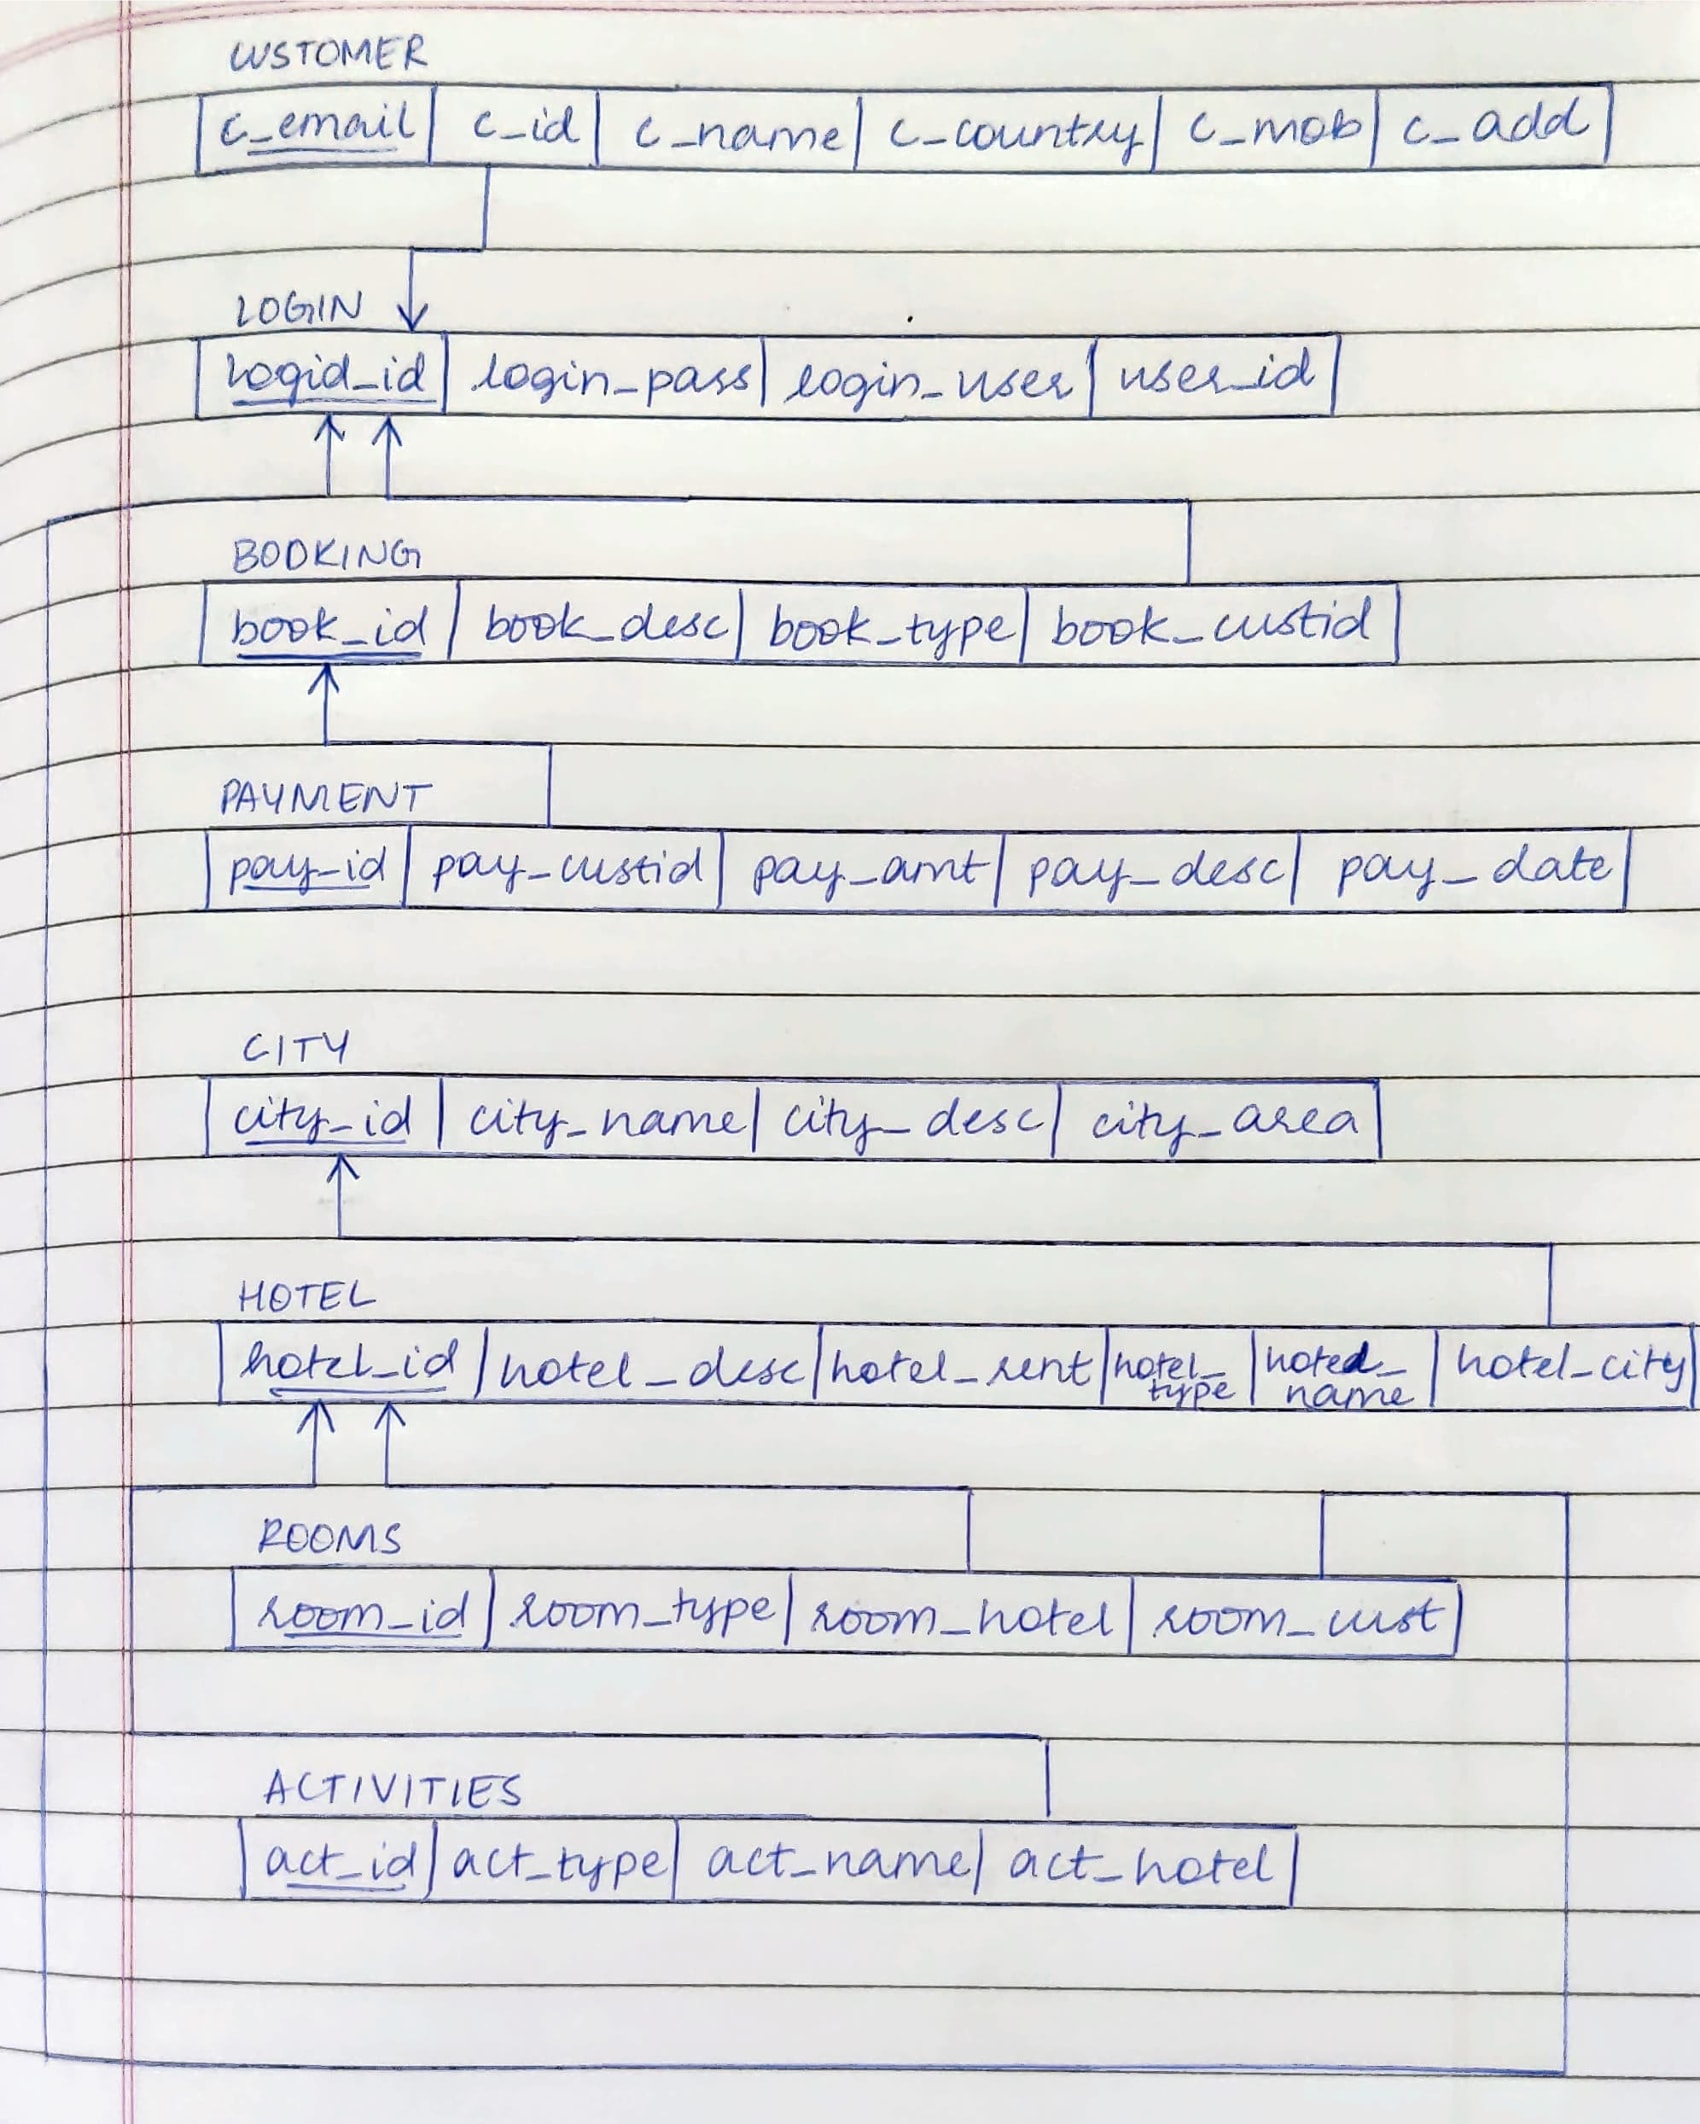 CUSTOMER
c_email c_id c_name c_country c_mob c_add
LOGIN
logid_id login_pass login_user user_id
BOOKING
book_id book_desc book_type book_custid
PAYMENT
pay_id pay_custid pay_amt pay_desc pay_date
CITY
city_id city_name city_desc city_area
HOTEL
hotel_id hotel_desc hotel_rent hotel_type hotel_name hotel_city
ROOMS
room_id room_type room_hotel room_cust
ACTIVITIES
act_id act_type act_name act_hotel